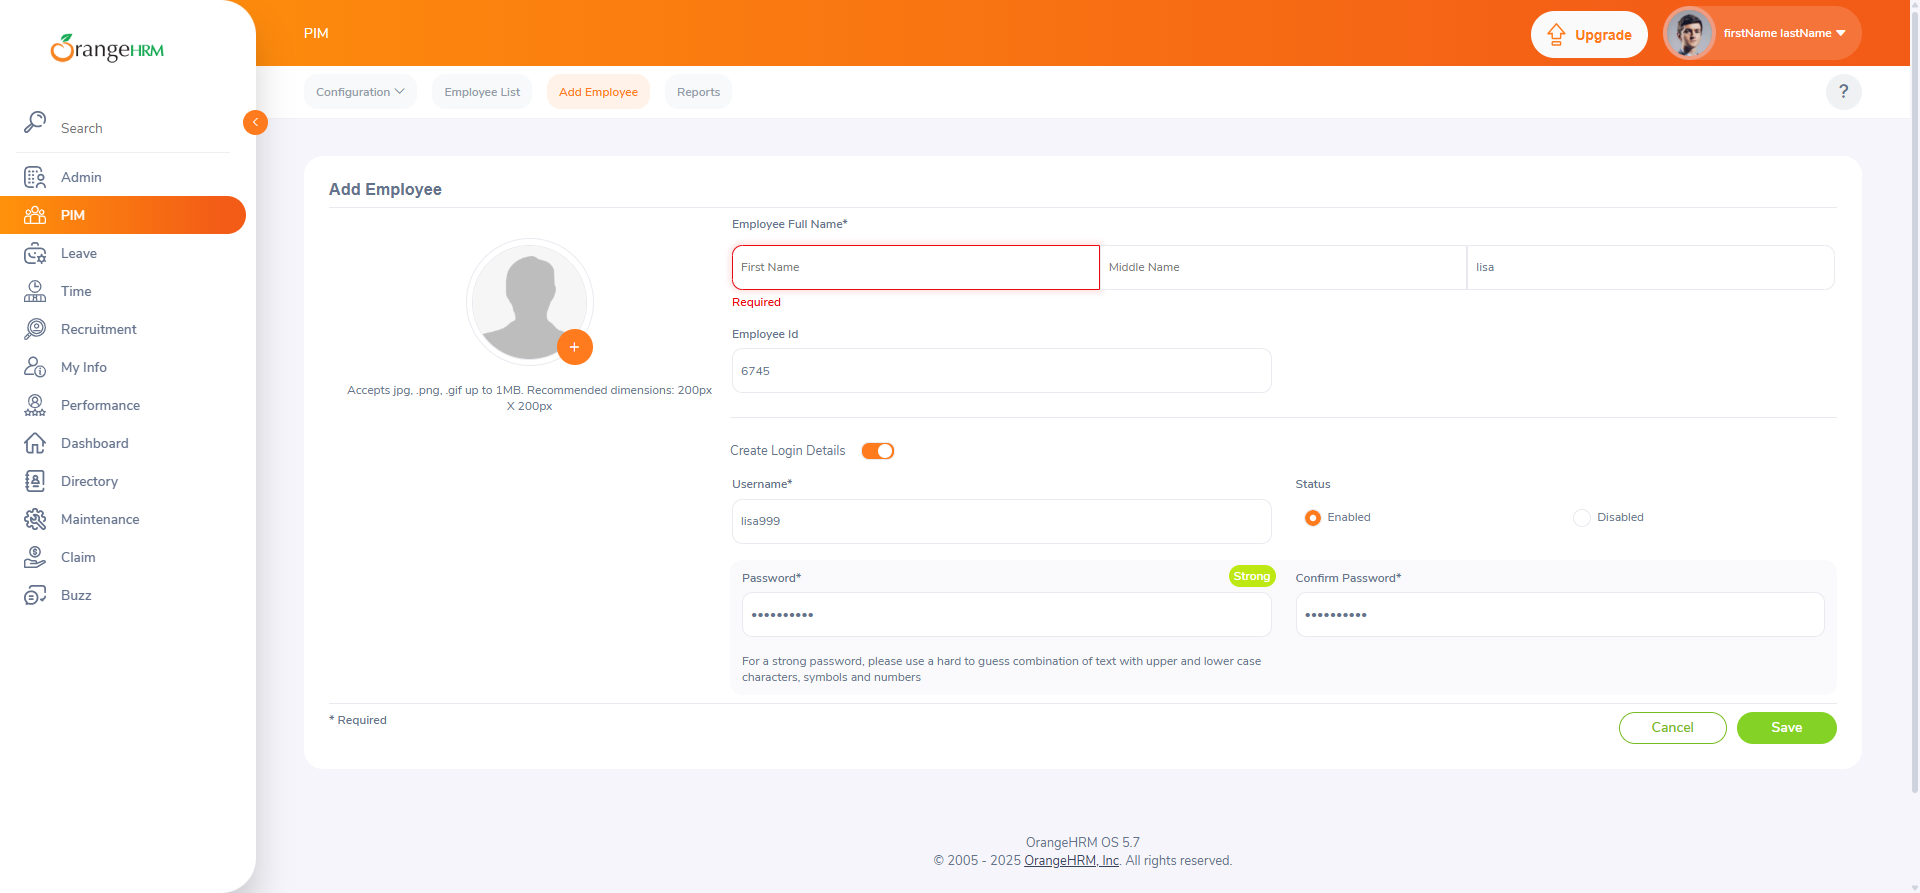 OrangeHRM
PIM
Upgrade
firstName lastName
Configuration
Employee List
Add Employee
Reports
?
Search
Admin
PIM
Leave
Time
Recruitment
My Info
Performance
Dashboard
Directory
Maintenance
Claim
Buzz
Add Employee
Accepts jpg, .png, .gif up to 1MB. Recommended dimensions: 200px
X 200px
Employee Full Name*
First Name
Middle Name
lisa
Required
Employee Id
6745
Create Login Details
Username*
lisa999
Status
Enabled
Disabled
Password*
Strong
••••••••••
Confirm Password*
••••••••••
For a strong password, please use a hard to guess combination of text with upper and lower case
characters, symbols and numbers
* Required
Cancel
Save
OrangeHRM OS 5.7
© 2005 - 2025 OrangeHRM, Inc. All rights reserved.